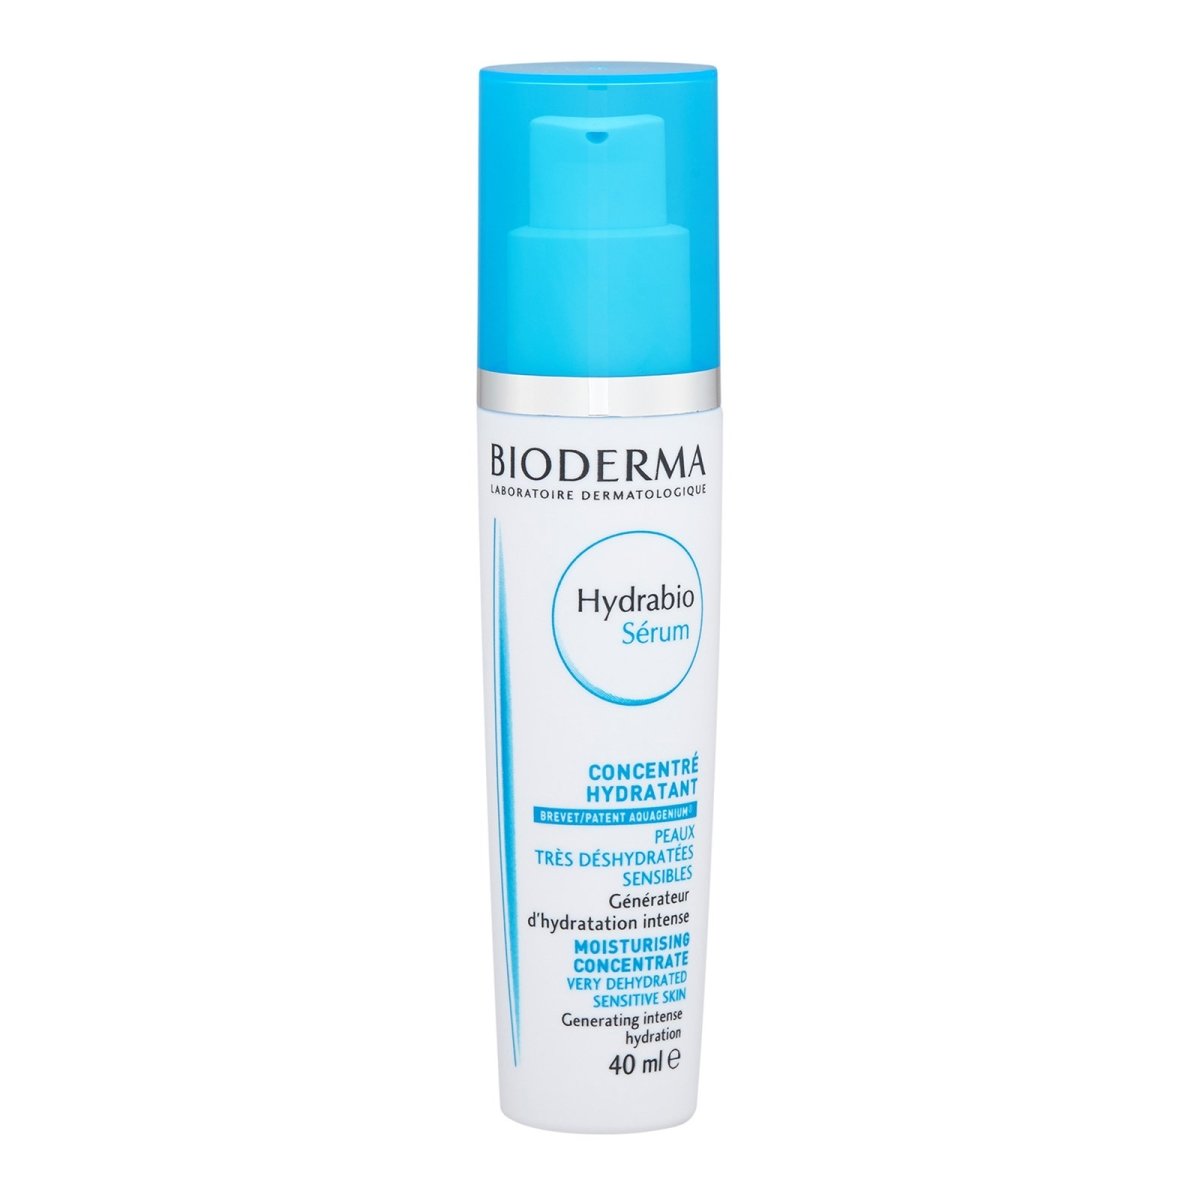 BIODERMA
LABORATOIRE DERMATOLOGIQUE
Hydrabio
Sérum
CONCENTRÉ
HYDRATANT
BREVET/PATENT AQUAGENIUM®
PEAUX
TRÈS DÉSHYDRATÉES
SENSIBLES
Générateur
d'hydratation intense
MOISTURISING
CONCENTRATE
VERY DEHYDRATED
SENSITIVE SKIN
Generating intense
hydration
40 ml ℮